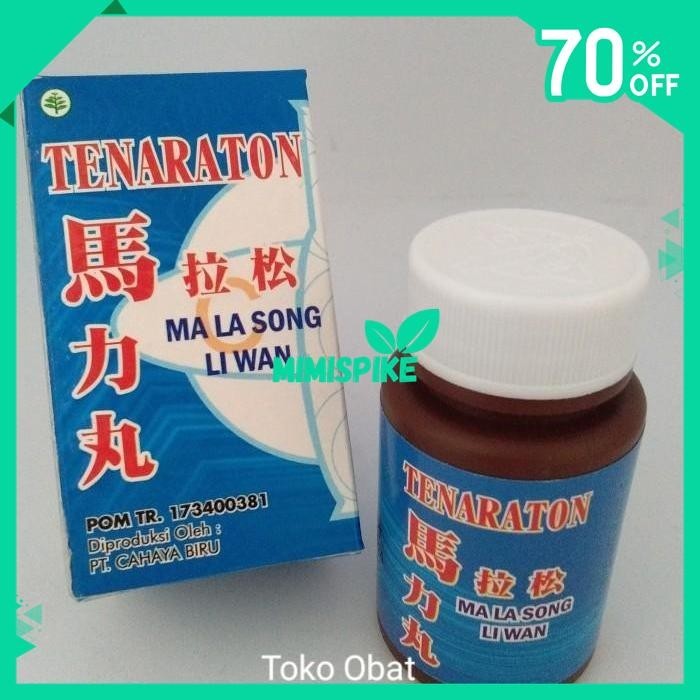 70% OFF
TENARATON
馬力丸
拉松
MA LA SONG
LI WAN
MIMISPIKE
POM TR. 173400381
Diproduksi Oleh :
PT. CAHAYA BIRU
TENARATON
馬力丸
拉松
MA LA SONG
LI WAN
Toko Obat